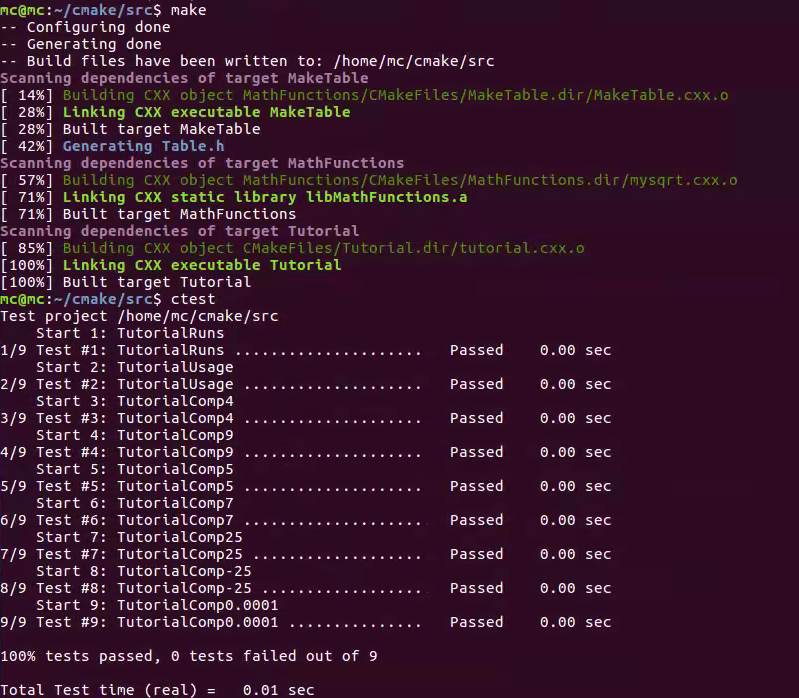 mc@mc:~/cmake/src$ make
-- Configuring done
-- Generating done
-- Build files have been written to: /home/mc/cmake/src
Scanning dependencies of target MakeTable
[ 14%] Building CXX object MathFunctions/CMakeFiles/MakeTable.dir/MakeTable.cxx.o
[ 28%] Linking CXX executable MakeTable
[ 28%] Built target MakeTable
[ 42%] Generating Table.h
Scanning dependencies of target MathFunctions
[ 57%] Building CXX object MathFunctions/CMakeFiles/MathFunctions.dir/mysqrt.cxx.o
[ 71%] Linking CXX static library libMathFunctions.a
[ 71%] Built target MathFunctions
Scanning dependencies of target Tutorial
[ 85%] Building CXX object CMakeFiles/Tutorial.dir/tutorial.cxx.o
[100%] Linking CXX executable Tutorial
[100%] Built target Tutorial
mc@mc:~/cmake/src$ ctest
Test project /home/mc/cmake/src
    Start 1: TutorialRuns
1/9 Test #1: TutorialRuns .....................   Passed    0.00 sec
    Start 2: TutorialUsage
2/9 Test #2: TutorialUsage ....................   Passed    0.00 sec
    Start 3: TutorialComp4
3/9 Test #3: TutorialComp4 ....................   Passed    0.00 sec
    Start 4: TutorialComp9
4/9 Test #4: TutorialComp9 ....................   Passed    0.00 sec
    Start 5: TutorialComp5
5/9 Test #5: TutorialComp5 ....................   Passed    0.00 sec
    Start 6: TutorialComp7
6/9 Test #6: TutorialComp7 ....................   Passed    0.00 sec
    Start 7: TutorialComp25
7/9 Test #7: TutorialComp25 ...................   Passed    0.00 sec
    Start 8: TutorialComp-25
8/9 Test #8: TutorialComp-25 ..................   Passed    0.00 sec
    Start 9: TutorialComp0.0001
9/9 Test #9: TutorialComp0.0001 ...............   Passed    0.00 sec

100% tests passed, 0 tests failed out of 9

Total Test time (real) =   0.01 sec